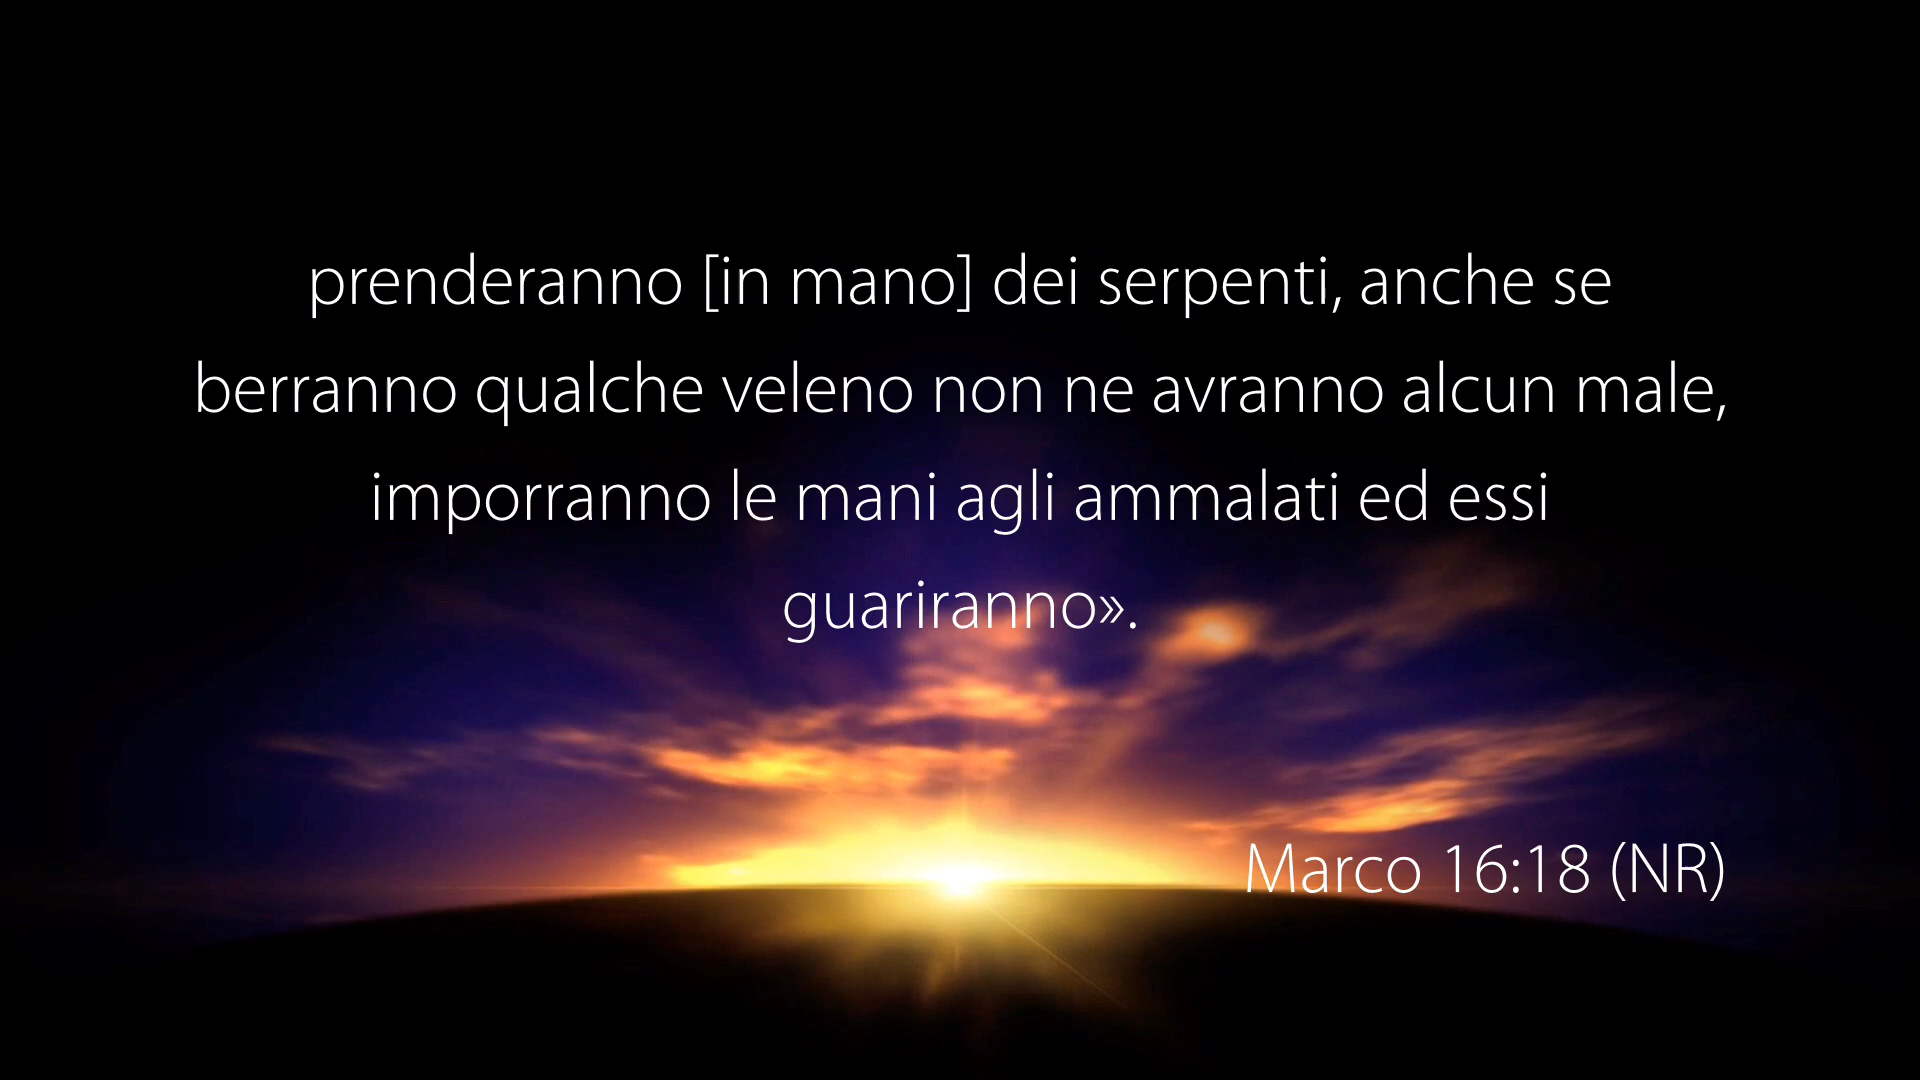 prenderanno [in mano] dei serpenti, anche se
berranno qualche veleno non ne avranno alcun male,
imporranno le mani agli ammalati ed essi
guariranno».
Marco 16:18 (NR)